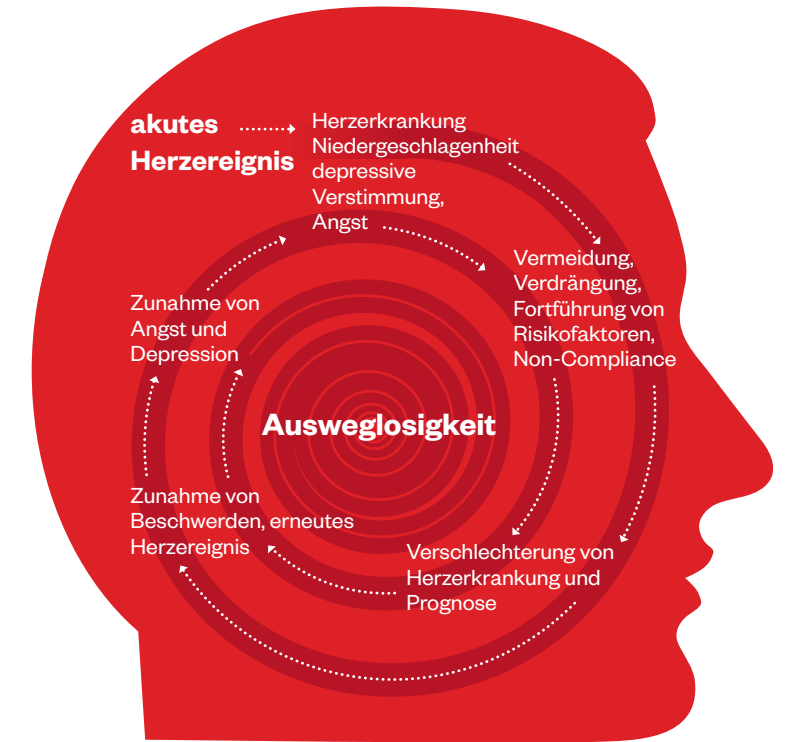 akutes
Herzereignis
Herzerkrankung
Niedergeschlagenheit
depressive
Verstimmung,
Angst
Vermeidung,
Verdrängung,
Fortführung von
Risikofaktoren,
Non-Compliance
Verschlechterung von
Herzerkrankung und
Prognose
Zunahme von
Beschwerden, erneutes
Herzereignis
Zunahme von
Angst und
Depression
Ausweglosigkeit